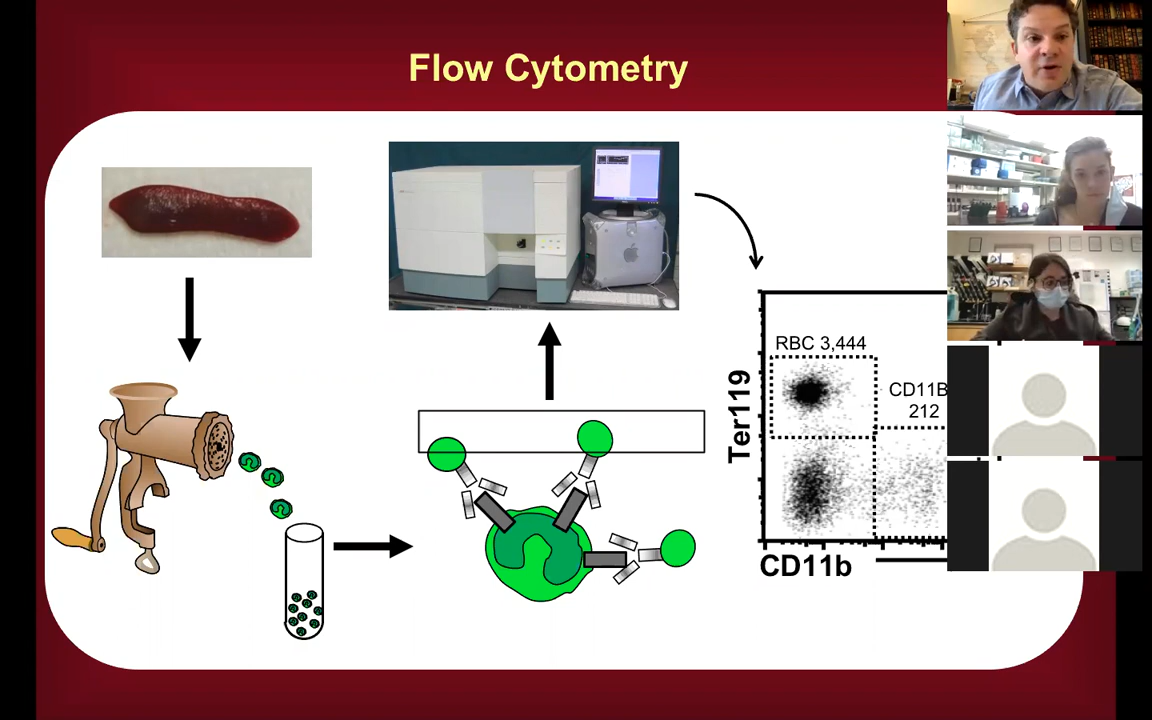 Flow Cytometry
RBC 3,444
CD11B
212
Ter119
CD11b